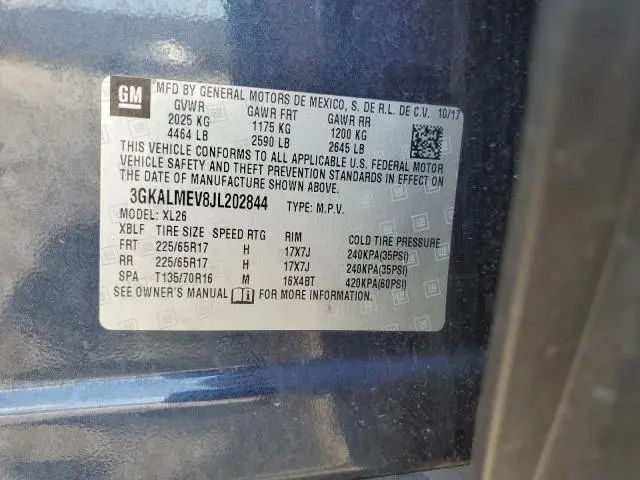 GM MFD BY GENERAL MOTORS DE MEXICO, S. DE R.L. DE C.V. 10/17
GVWR GAWR FRT GAWR RR
2025 KG 1175 KG 1200 KG
4464 LB 2590 LB 2645 LB
THIS VEHICLE CONFORMS TO ALL APPLICABLE U.S. FEDERAL MOTOR
VEHICLE SAFETY AND THEFT PREVENTION STANDARDS IN EFFECT ON THE DATE OF
MANUFACTURE SHOWN ABOVE.
3GKALMEV8JL202844 TYPE: M.P.V.
MODEL: XL26
XBLF TIRE SIZE SPEED RTG RIM COLD TIRE PRESSURE
FRT 225/65R17 H 17X7J 240KPA(35PSI)
RR 225/65R17 H 17X7J 240KPA(35PSI)
SPA T135/70R16 M 16X4BT 420KPA(60PSI)
SEE OWNER'S MANUAL FOR MORE INFORMATION.